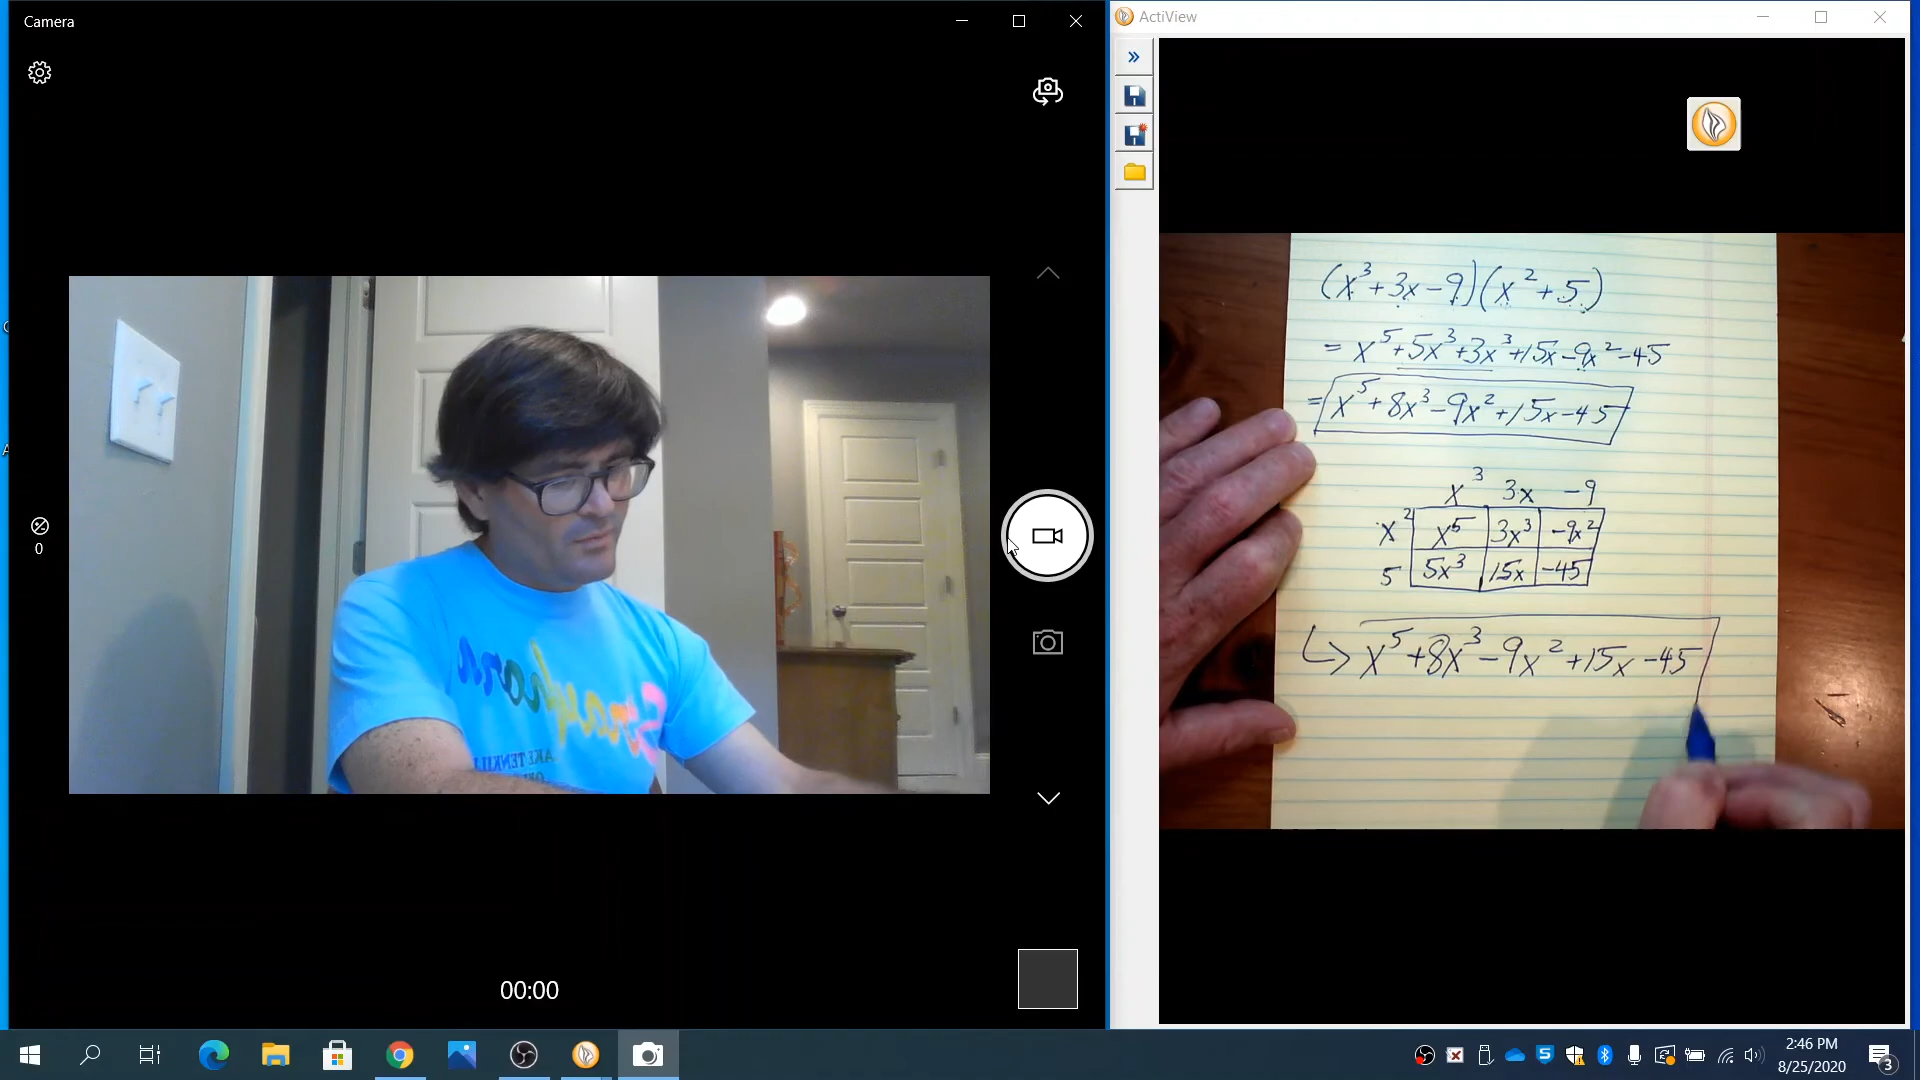 Camera
ActiView
0
00:00
(x³+3x-9)(x²+5)
= x⁵+5x³+3x³+15x-9x²-45
= x⁵+8x³-9x²+15x-45
x³ 3x -9
x² x⁵ 3x³ -9x²
5 5x³ 15x -45
↳ x⁵+8x³-9x²+15x-45
2:46 PM
8/25/2020
3